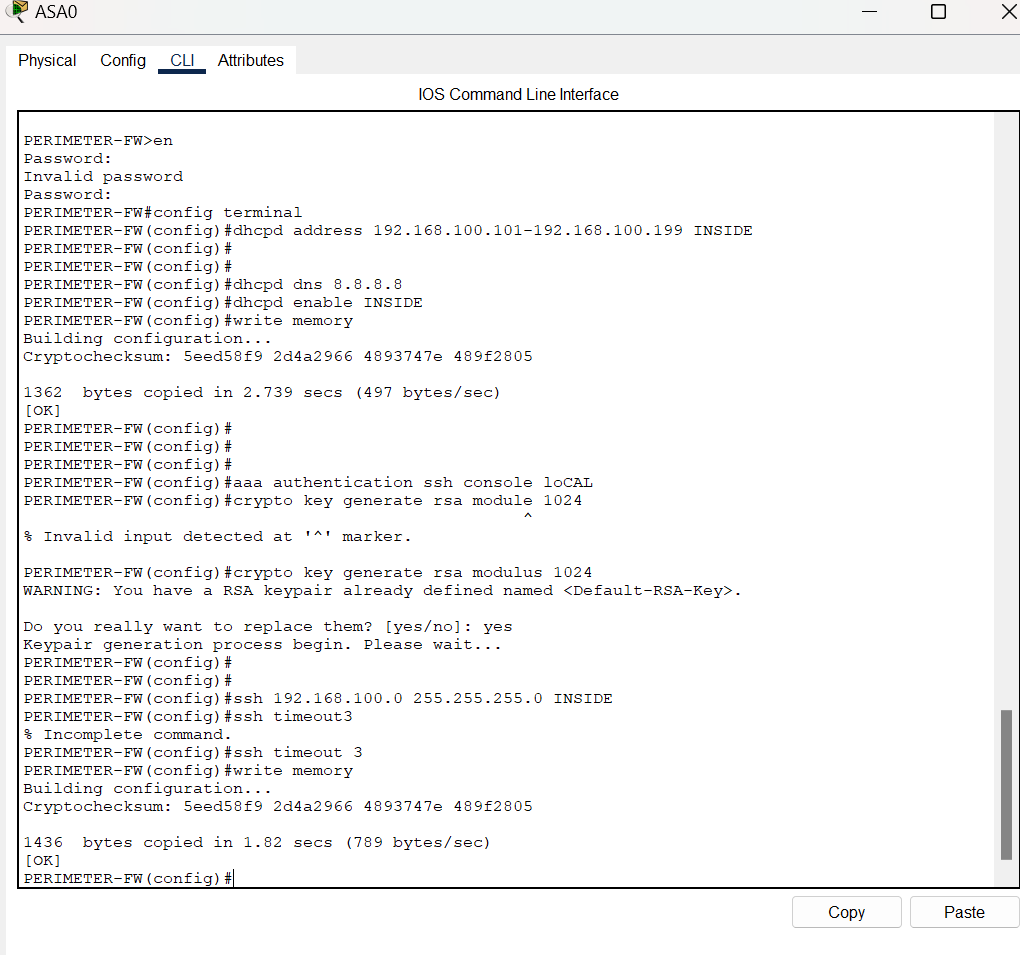 ASA0
Physical Config CLI Attributes
IOS Command Line Interface
PERIMETER-FW>en
Password:
Invalid password
Password:
PERIMETER-FW#config terminal
PERIMETER-FW(config)#dhcpd address 192.168.100.101-192.168.100.199 INSIDE
PERIMETER-FW(config)#
PERIMETER-FW(config)#
PERIMETER-FW(config)#dhcpd dns 8.8.8.8
PERIMETER-FW(config)#dhcpd enable INSIDE
PERIMETER-FW(config)#write memory
Building configuration...
Cryptochecksum: 5eed58f9 2d4a2966 4893747e 489f2805
1362 bytes copied in 2.739 secs (497 bytes/sec)
[OK]
PERIMETER-FW(config)#
PERIMETER-FW(config)#
PERIMETER-FW(config)#
PERIMETER-FW(config)#aaa authentication ssh console loCAL
PERIMETER-FW(config)#crypto key generate rsa module 1024
^
% Invalid input detected at '^' marker.
PERIMETER-FW(config)#crypto key generate rsa modulus 1024
WARNING: You have a RSA keypair already defined named <Default-RSA-Key>.
Do you really want to replace them? [yes/no]: yes
Keypair generation process begin. Please wait...
PERIMETER-FW(config)#
PERIMETER-FW(config)#
PERIMETER-FW(config)#ssh 192.168.100.0 255.255.255.0 INSIDE
PERIMETER-FW(config)#ssh timeout3
% Incomplete command.
PERIMETER-FW(config)#ssh timeout 3
PERIMETER-FW(config)#write memory
Building configuration...
Cryptochecksum: 5eed58f9 2d4a2966 4893747e 489f2805
1436 bytes copied in 1.82 secs (789 bytes/sec)
[OK]
PERIMETER-FW(config)#
Copy Paste